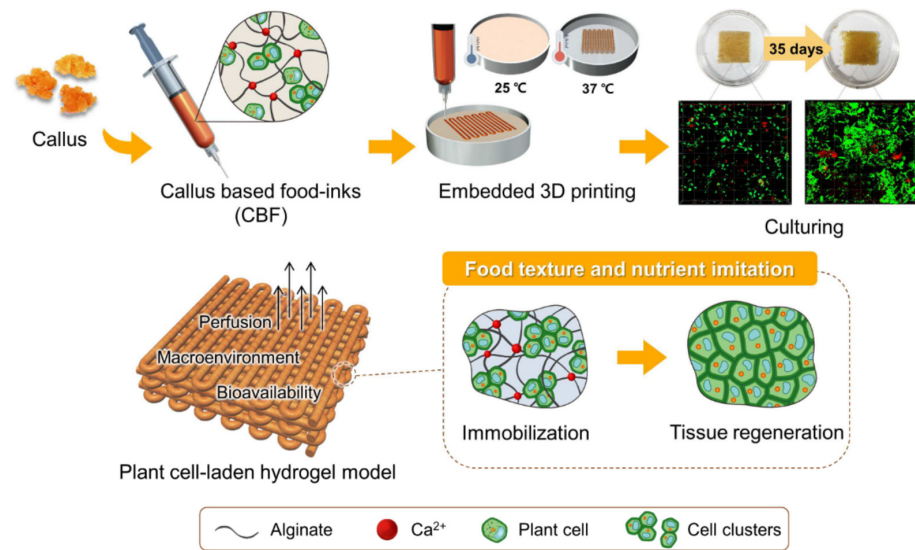 Callus
Callus based food-inks
(CBF)
25 ℃
37 ℃
Embedded 3D printing
35 days
Culturing
Perfusion
Macroenvironment
Bioavailability
Plant cell-laden hydrogel model
Food texture and nutrient imitation
Immobilization
Tissue regeneration
Alginate
Ca²⁺
Plant cell
Cell clusters